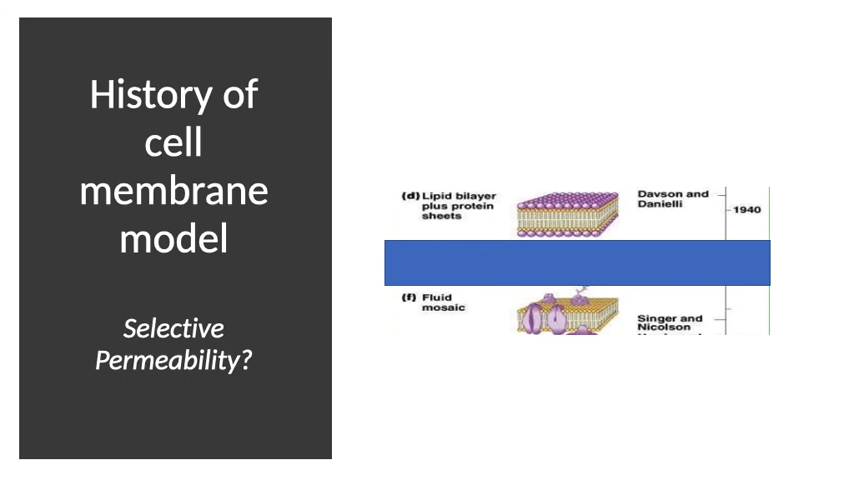 History of
cell
membrane
model
Selective
Permeability?
(d) Lipid bilayer
plus protein
sheets
Davson and
Danielli
1940
(f) Fluid
mosaic
Singer and
Nicolson